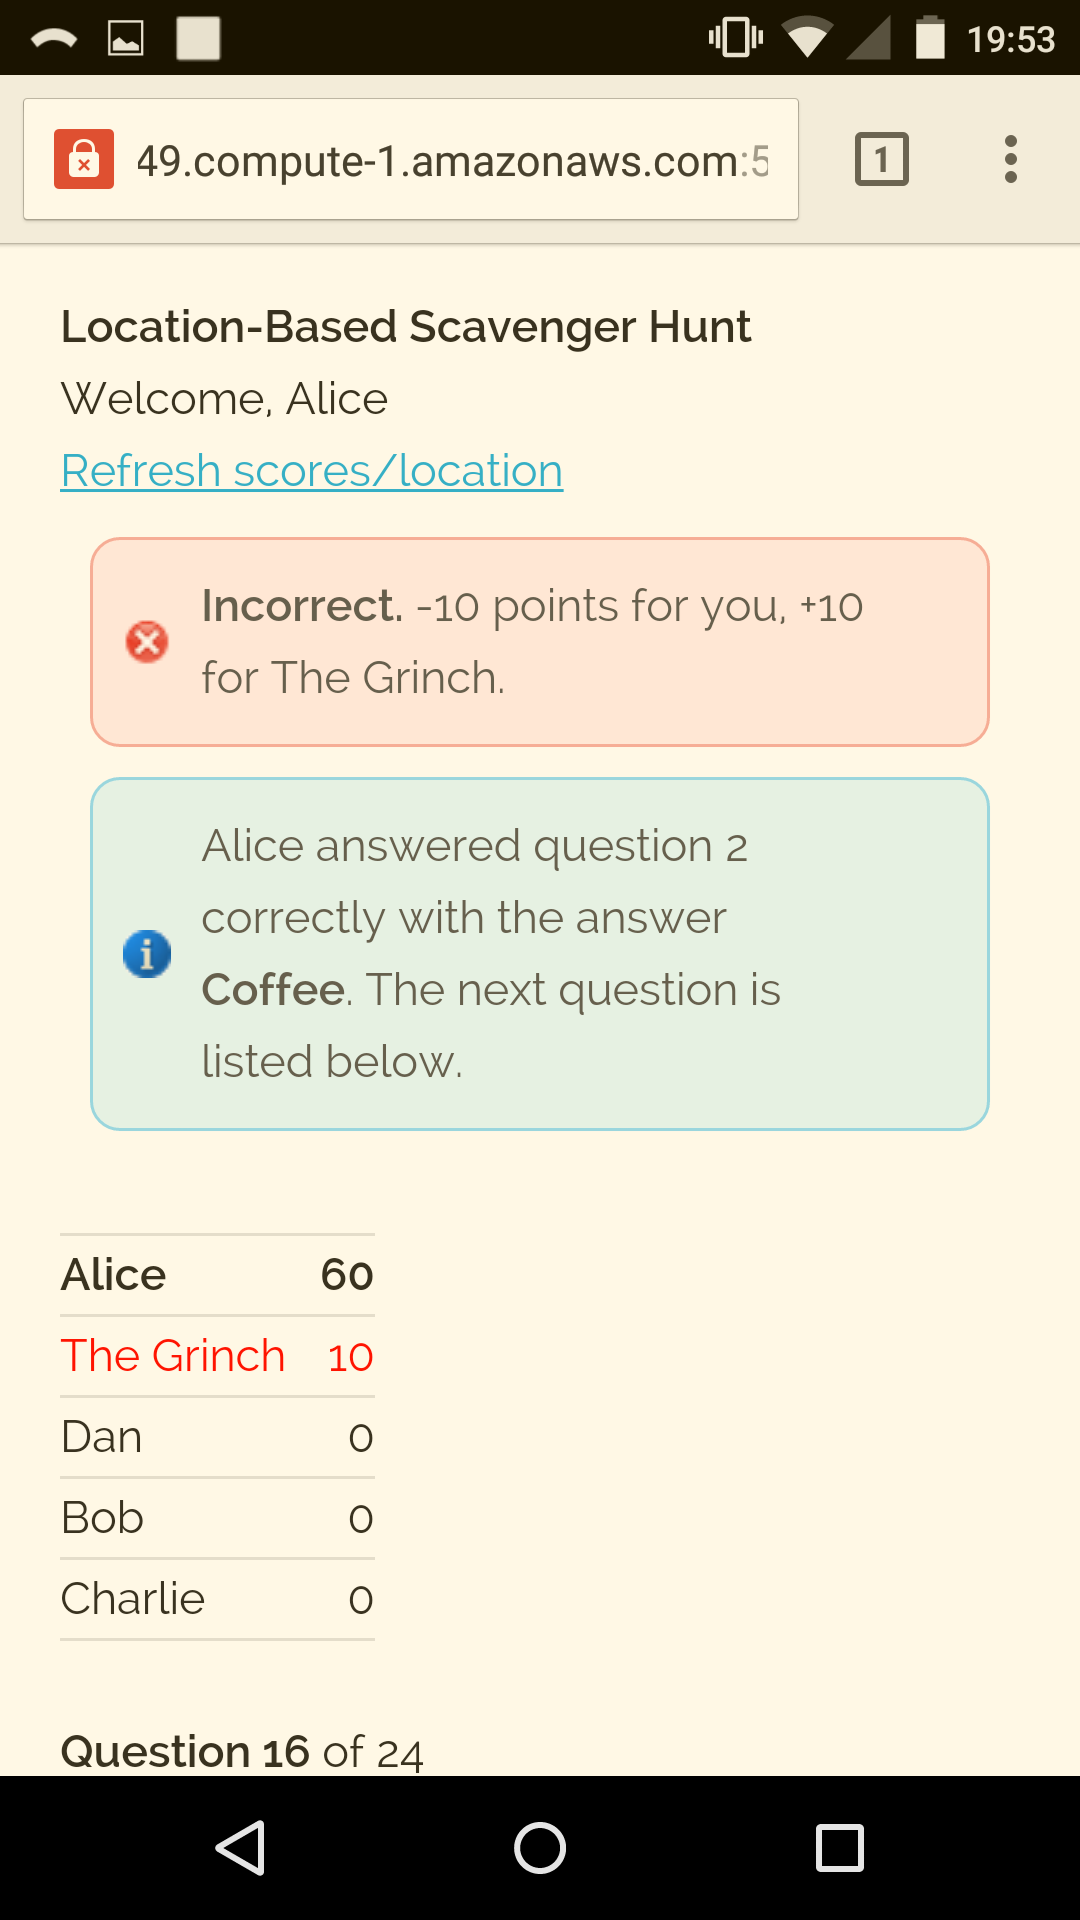 19:53
49.compute-1.amazonaws.com:5
1
Location-Based Scavenger Hunt
Welcome, Alice
Refresh scores/location
Incorrect. -10 points for you, +10
for The Grinch.
Alice answered question 2
correctly with the answer
Coffee. The next question is
listed below.
Alice 60
The Grinch 10
Dan 0
Bob 0
Charlie 0
Question 16 of 24